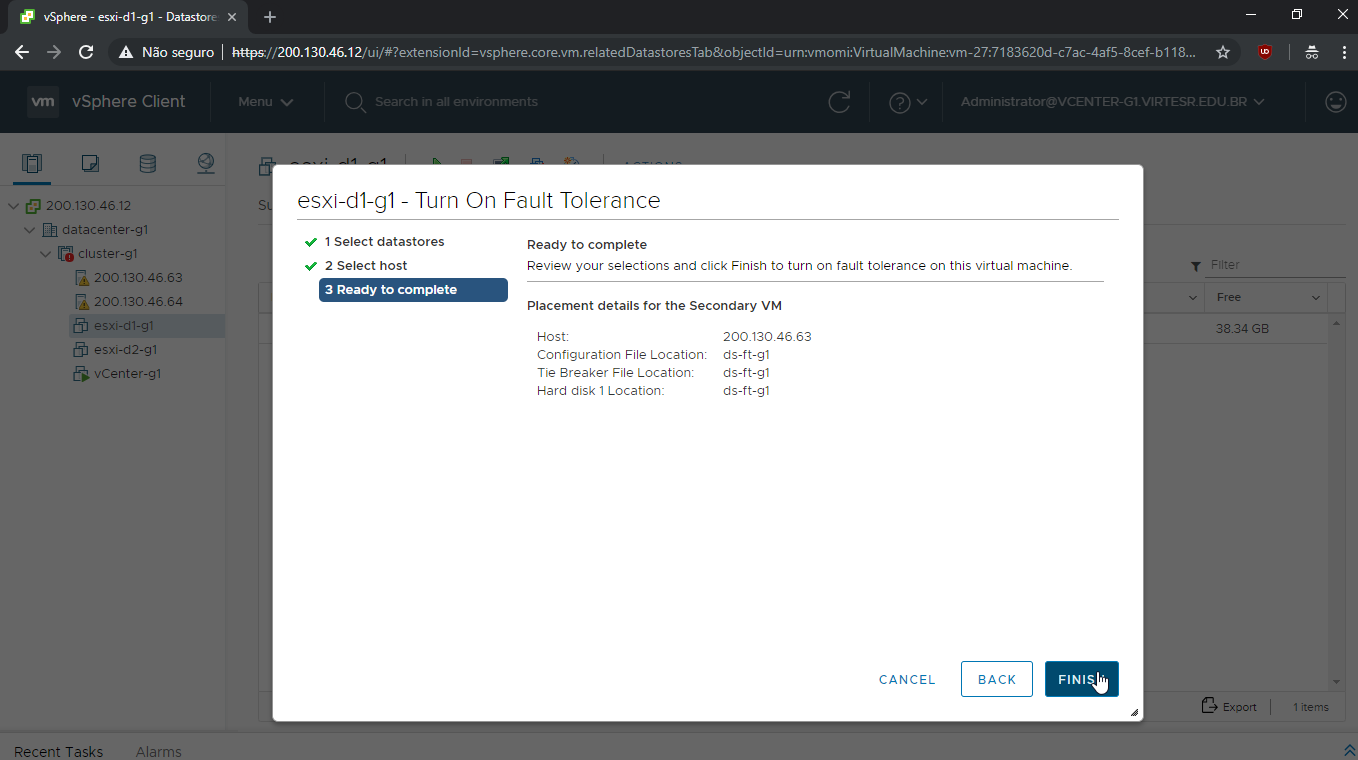 vSphere - esxi-d1-g1 - Datastore
Não seguro
https://200.130.46.12/ui/#?extensionId=vsphere.core.vm.relatedDatastoresTab&objectId=urn:vmomi:VirtualMachine:vm-27:7183620d-c7ac-4af5-8cef-b118...
vm vSphere Client
Menu
Search in all environments
Administrator@VCENTER-G1.VIRTESR.EDU.BR
200.130.46.12
datacenter-g1
cluster-g1
200.130.46.63
200.130.46.64
esxi-d1-g1
esxi-d2-g1
vCenter-g1
esxi-d1-g1
ACTIONS
esxi-d1-g1 - Turn On Fault Tolerance
1 Select datastores
2 Select host
3 Ready to complete
Ready to complete
Review your selections and click Finish to turn on fault tolerance on this virtual machine.
Placement details for the Secondary VM
Host: 200.130.46.63
Configuration File Location: ds-ft-g1
Tie Breaker File Location: ds-ft-g1
Hard disk 1 Location: ds-ft-g1
CANCEL
BACK
FINISH
Filter
Free
38.34 GB
Export
1 items
Recent Tasks
Alarms